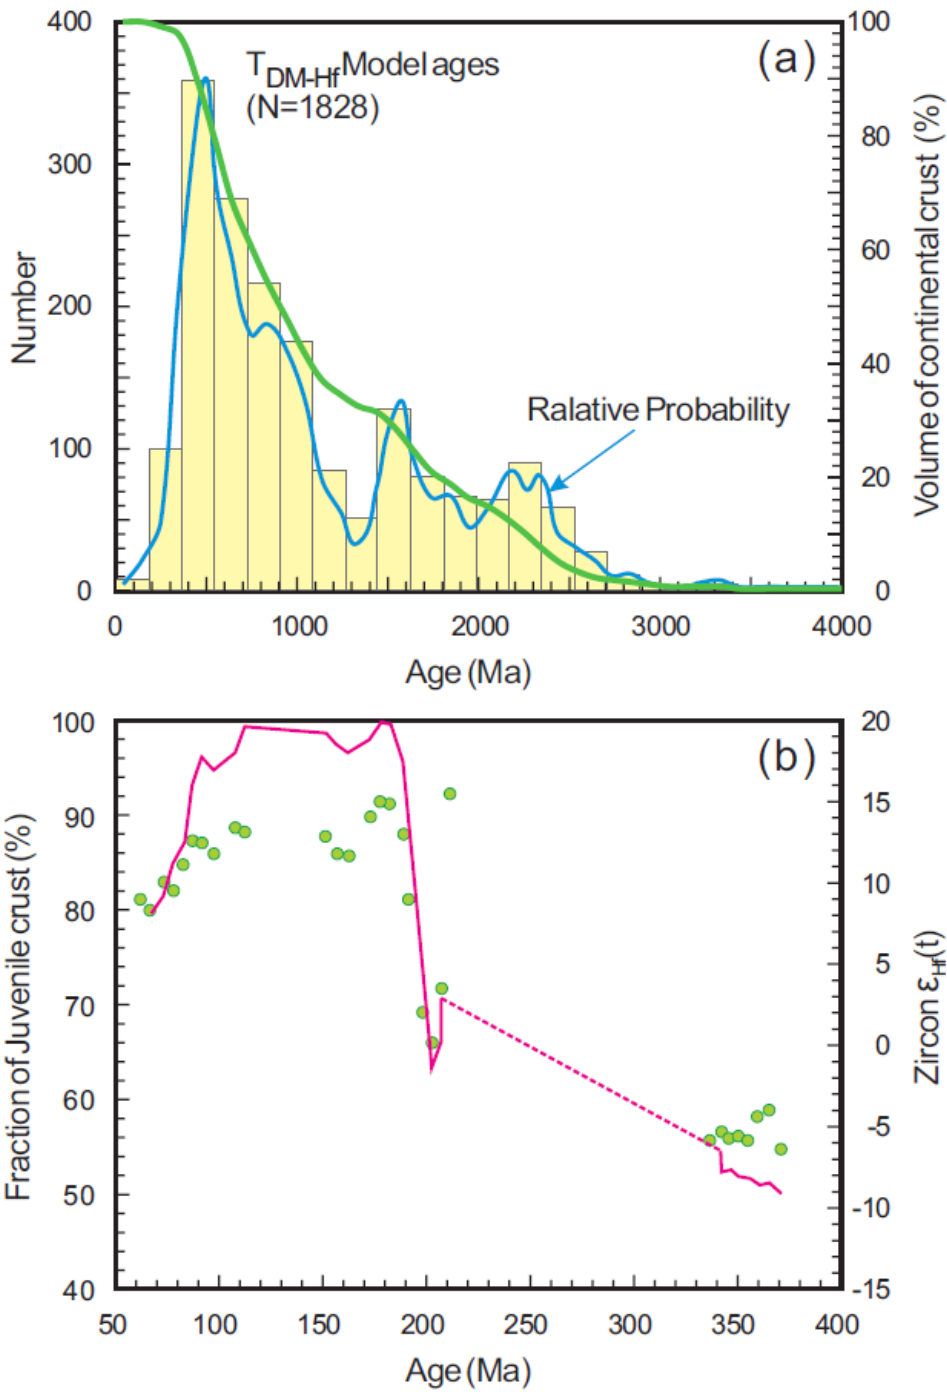 (a)
T_DM-Hf Model ages
(N=1828)
Ralative Probability
Number
400
300
200
100
0
Volume of continental crust (%)
100
80
60
40
20
0
0 1000 2000 3000 4000
Age (Ma)
(b)
Fraction of Juvenile crust (%)
100
90
80
70
60
50
40
Zircon εHf(t)
20
15
10
5
0
-5
-10
-15
50 100 150 200 250 300 350 400
Age (Ma)